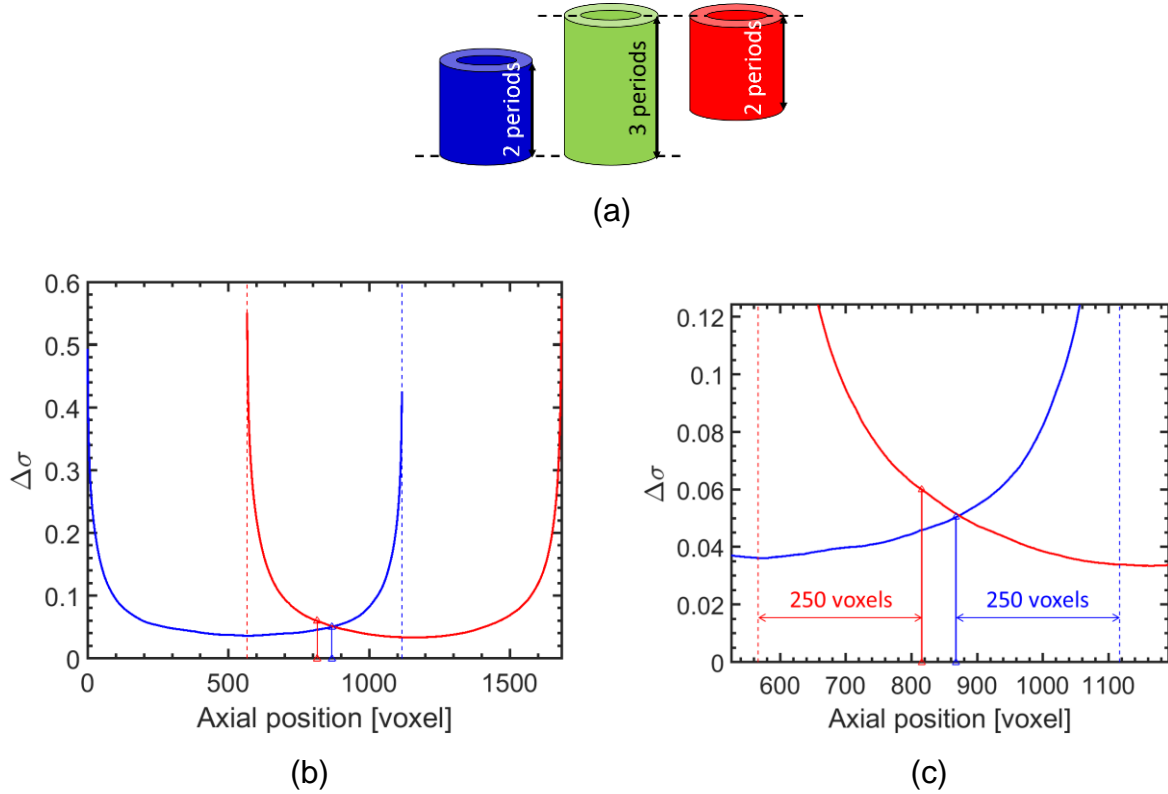 2 periods
3 periods
2 periods
(a)
0.6
0.5
0.4
0.3
0.2
0.1
0
Δσ
0 500 1000 1500
Axial position [voxel]
(b)
0.12
0.1
0.08
0.06
0.04
0.02
0
Δσ
250 voxels
250 voxels
600 700 800 900 1000 1100
Axial position [voxel]
(c)